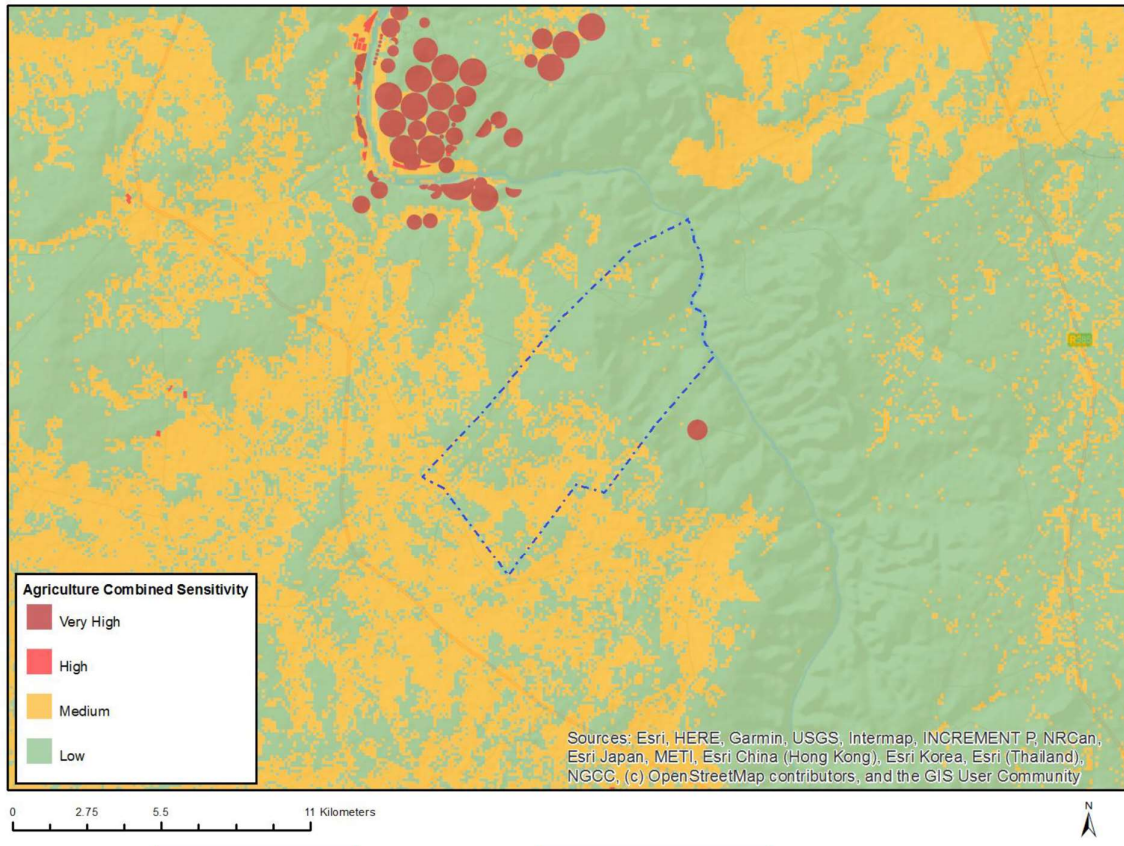 Agriculture Combined Sensitivity
Very High
High
Medium
Low
Sources: Esri, HERE, Garmin, USGS, Intermap, INCREMENT P, NRCan,
Esri Japan, METI, Esri China (Hong Kong), Esri Korea, Esri (Thailand),
NGCC, (c) OpenStreetMap contributors, and the GIS User Community
0 2.75 5.5 11 Kilometers
N